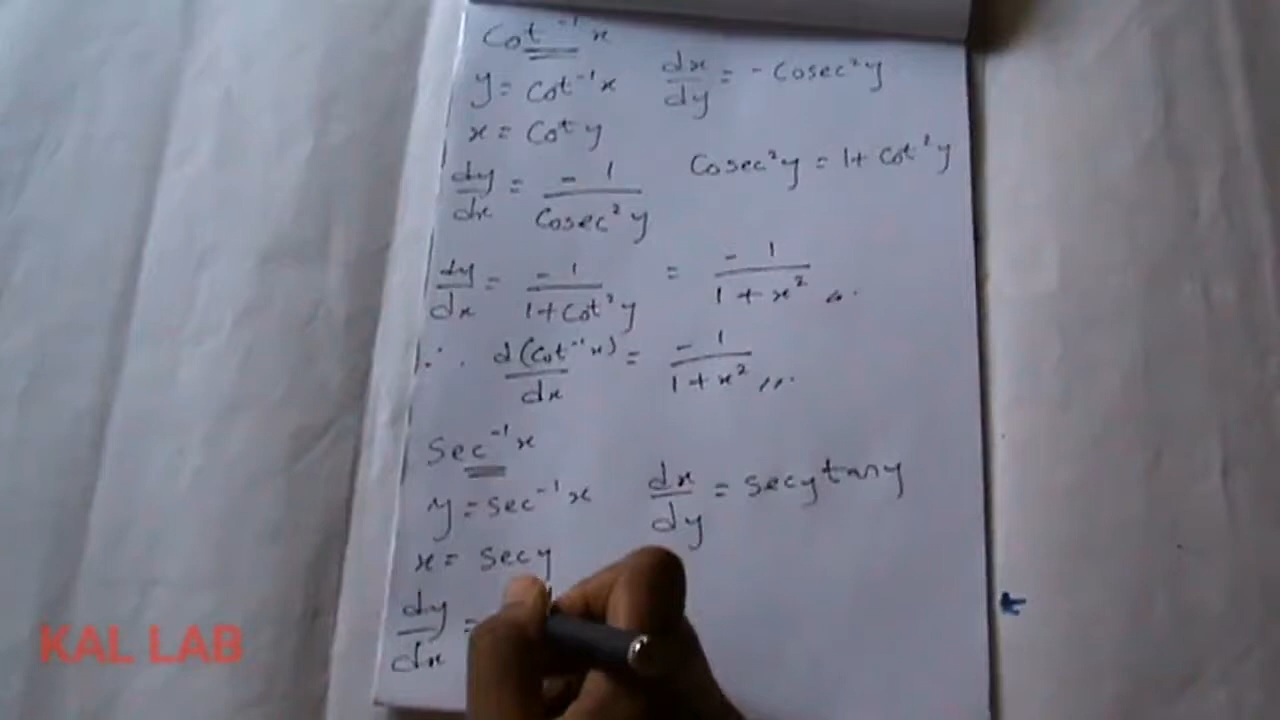 Cot⁻¹x
y = Cot⁻¹x dx/dy = - Cosec²y
x = Cot y
dy/dx = -1/Cosec²y Cosec²y = 1 + Cot²y
dy/dx = -1/1+Cot²y = -1/1+x² //.
∴ d(Cot⁻¹x)/dx = -1/1+x² //.
Sec⁻¹x
y = sec⁻¹x dx/dy = secy tany
x = secy
dy/dx =
KAL LAB